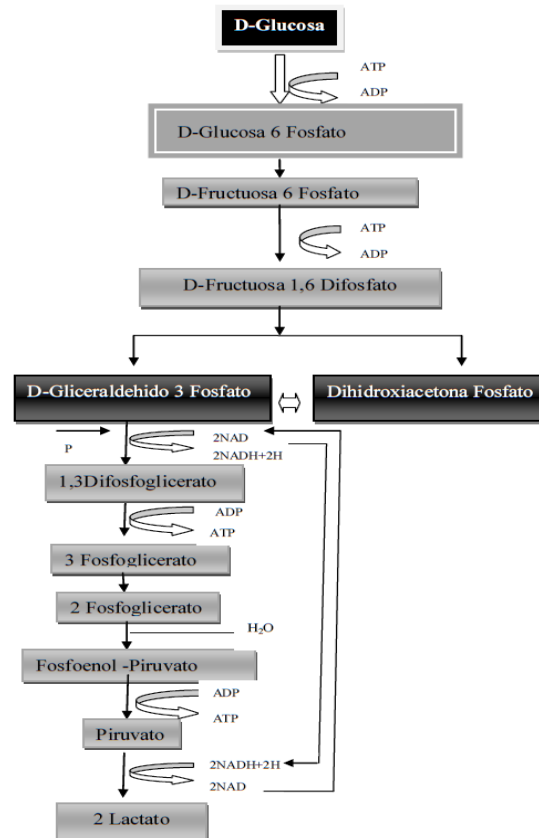 D-Glucosa
ATP
ADP
D-Glucosa 6 Fosfato
D-Fructuosa 6 Fosfato
ATP
ADP
D-Fructuosa 1,6 Difosfato
D-Gliceraldehido 3 Fosfato
Dihidroxiacetona Fosfato
P
2NAD
2NADH+2H
1,3Difosfoglicerato
ADP
ATP
3 Fosfoglicerato
2 Fosfoglicerato
H₂O
Fosfoenol -Piruvato
ADP
ATP
Piruvato
2NADH+2H
2NAD
2 Lactato